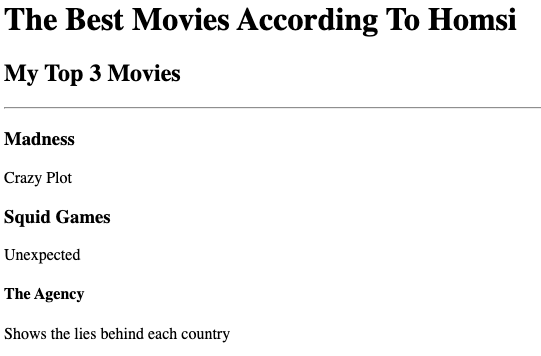 The Best Movies According To Homsi
My Top 3 Movies
Madness
Crazy Plot
Squid Games
Unexpected
The Agency
Shows the lies behind each country